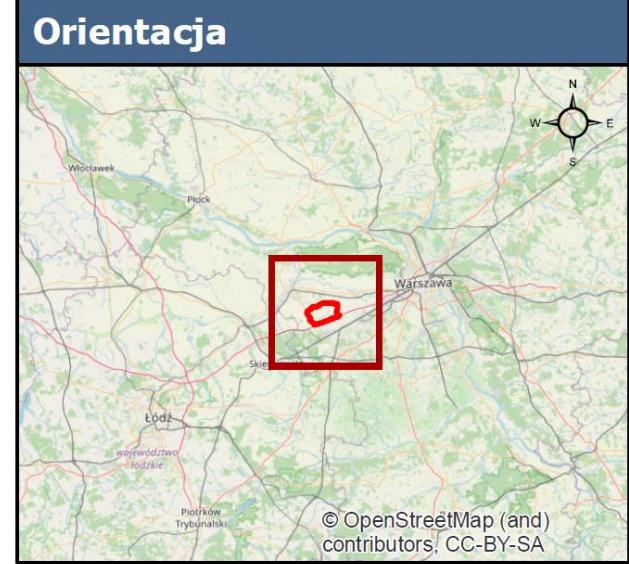 Orientacja
N
W E
S
Włocławek
Płock
Warszawa
Skie
Łódź
województwo
łódzkie
Piotrków
Trybunalski
© OpenStreetMap (and)
contributors, CC-BY-SA